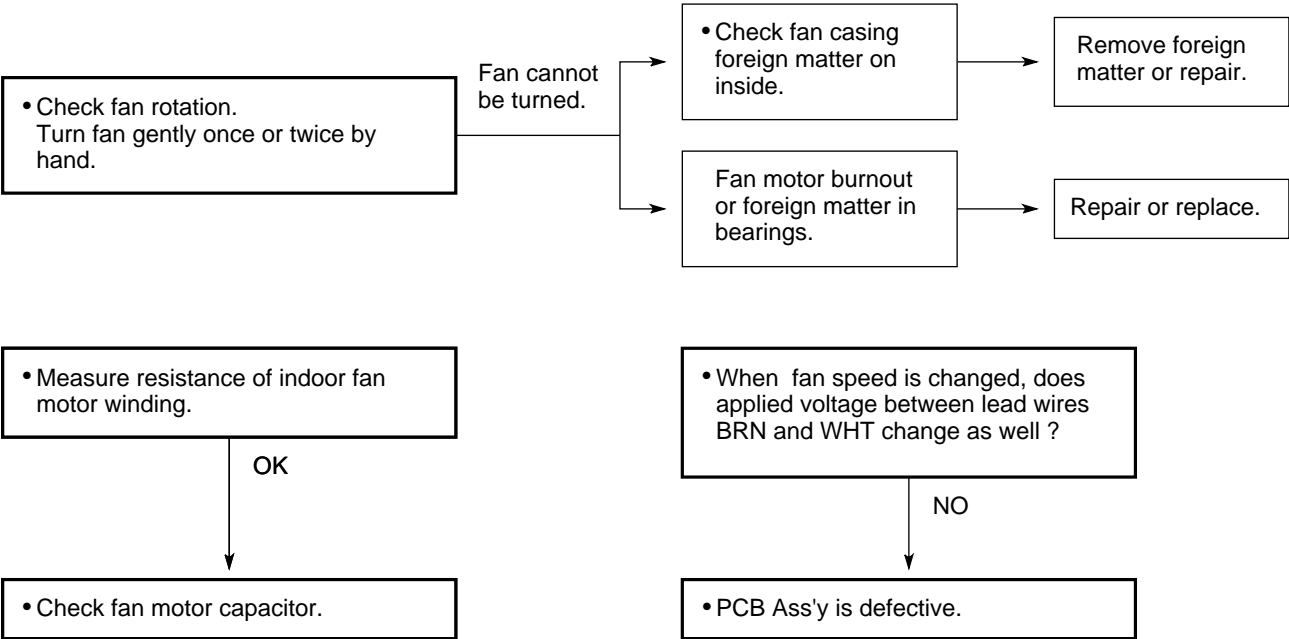 • Check fan rotation.
Turn fan gently once or twice by
hand.
Fan cannot
be turned.
• Check fan casing
foreign matter on
inside.
Remove foreign
matter or repair.
Fan motor burnout
or foreign matter in
bearings.
Repair or replace.
• Measure resistance of indoor fan
motor winding.
OK
• Check fan motor capacitor.
• When fan speed is changed, does
applied voltage between lead wires
BRN and WHT change as well ?
NO
• PCB Ass'y is defective.